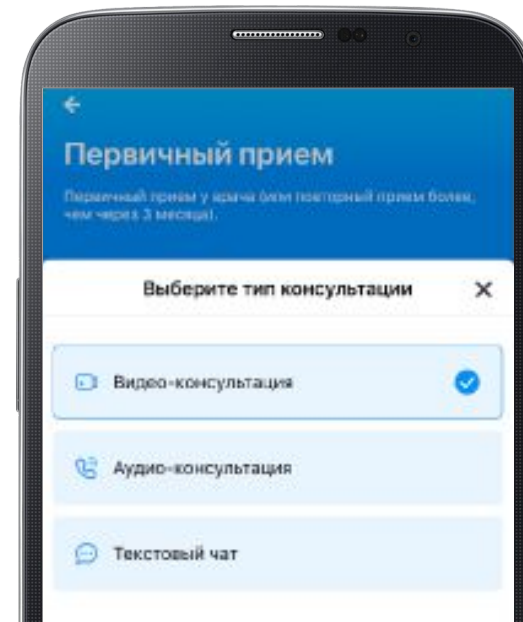 Первичный прием
Первичный прием у врача (или повторный прием более,
чем через 3 месяца).
Выберите тип консультации
Видео-консультация
Аудио-консультация
Текстовый чат